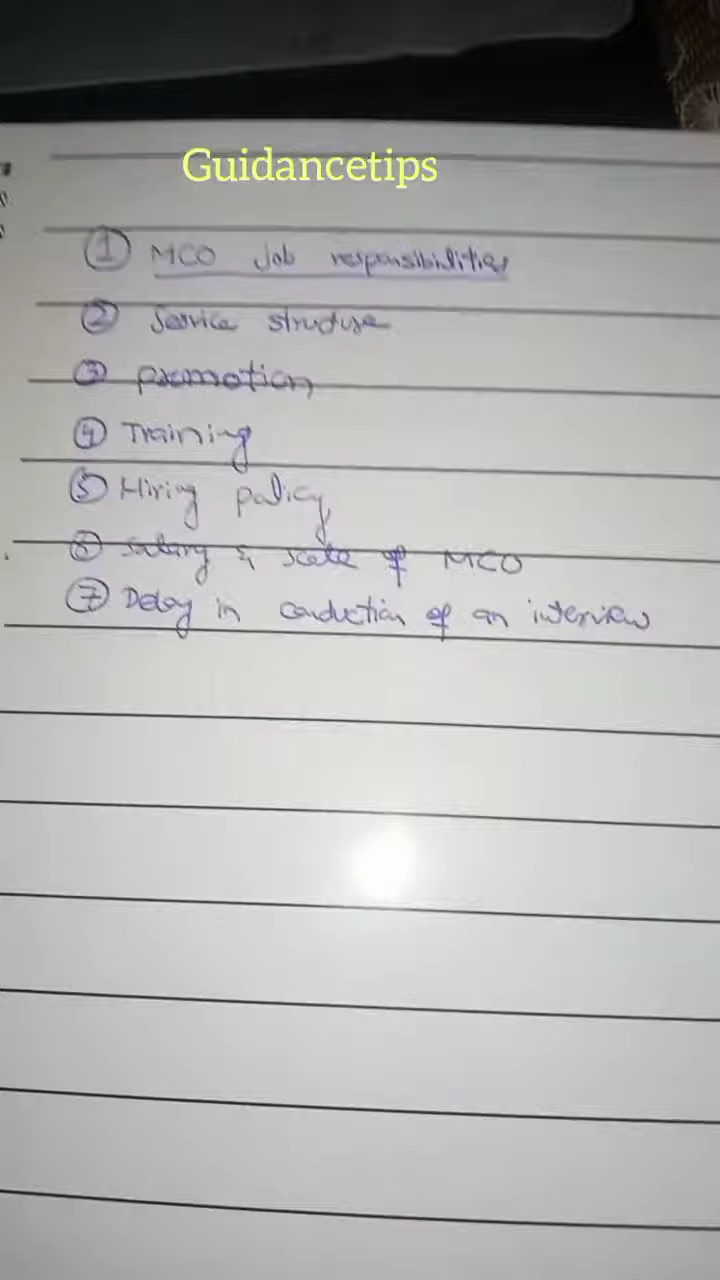 Guidancetips
① MCO Job responsibilities
② Service structure
③ promotion
④ Training
⑤ Hiring policy
⑥ Salary & scale of MCO
⑦ Delay in conduction of an interview